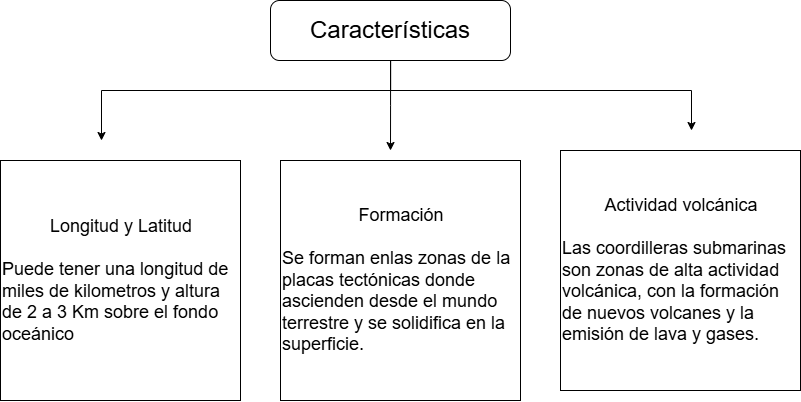 Características
Longitud y Latitud
Puede tener una longitud de
miles de kilometros y altura
de 2 a 3 Km sobre el fondo
oceánico
Formación
Se forman enlas zonas de la
placas tectónicas donde
ascienden desde el mundo
terrestre y se solidifica en la
superficie.
Actividad volcánica
Las coordilleras submarinas
son zonas de alta actividad
volcánica, con la formación
de nuevos volcanes y la
emisión de lava y gases.